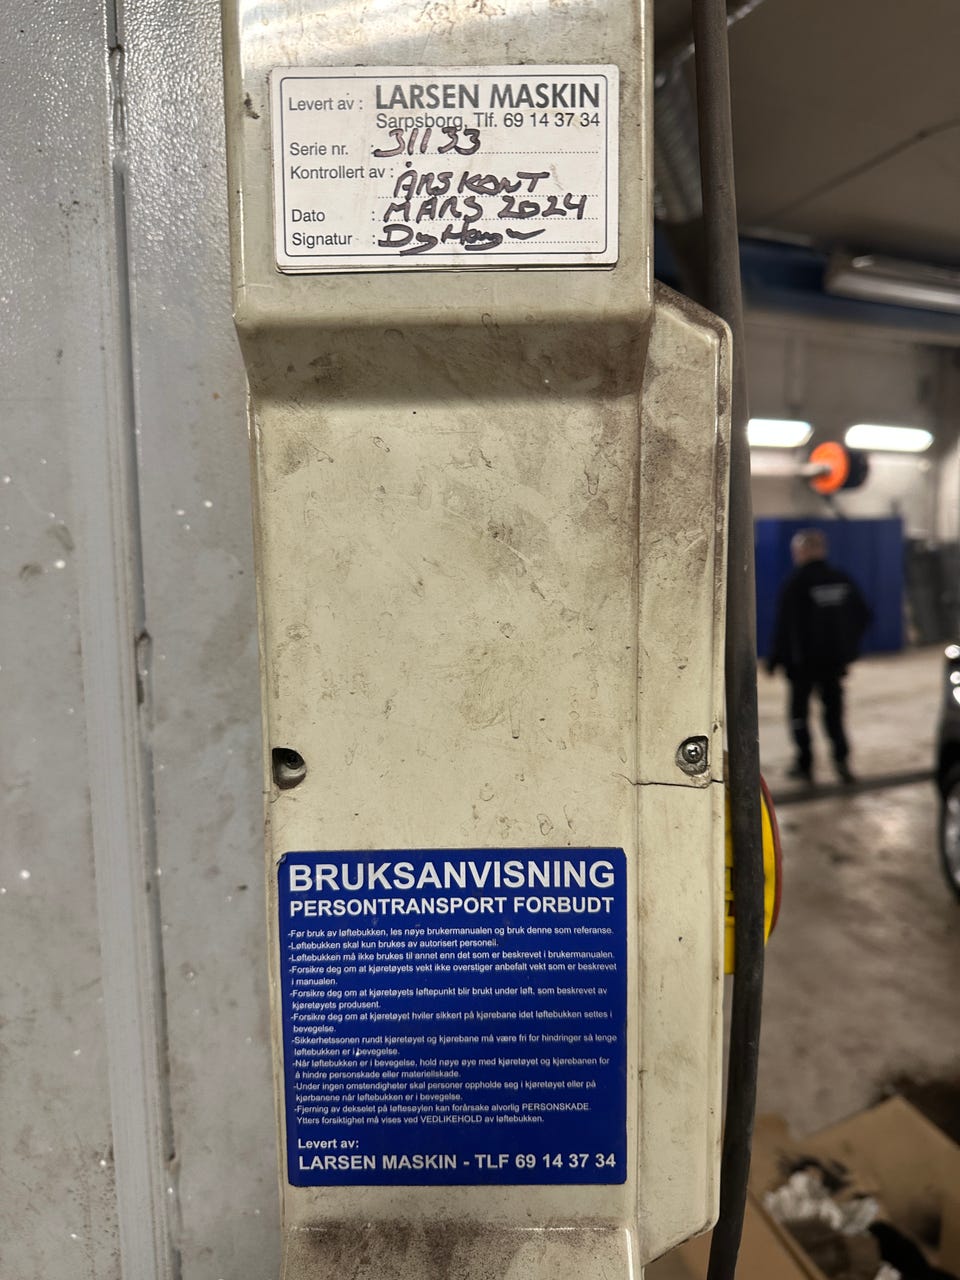 Levert av : LARSEN MASKIN
Sarpsborg, Tlf. 69 14 37 34
Serie nr. : 31133
Kontrollert av : ÅRSKONT
Dato : MARS 2024
Signatur :
BRUKSANVISNING
PERSONTRANSPORT FORBUDT
-Før bruk av løftebukken, les nøye brukermanualen og bruk denne som referanse.
-Løftebukken skal kun brukes av autorisert personell.
-Løftebukken må ikke brukes til annet enn det som er beskrevet i brukermanualen.
-Forsikre deg om at kjøretøyets vekt ikke overstiger anbefalt vekt som er beskrevet
i manualen.
-Forsikre deg om at kjøretøyets løftepunkt blir brukt under løft, som beskrevet av
kjøretøyets produsent.
-Forsikre deg om at kjøretøyet hviler sikkert på kjørebane idet løftebukken settes i
bevegelse.
-Sikkerhetssonen rundt kjøretøyet og kjørebane må være fri for hindringer så lenge
løftebukken er i bevegelse.
-Når løftebukken er i bevegelse, hold nøye øye med kjøretøyet og kjørebanen for
å hindre personskade eller materiellskade.
-Under ingen omstendigheter skal personer oppholde seg i kjøretøyet eller på
kjørbanene når løftebukken er i bevegelse.
-Fjerning av dekselet på løftesøylen kan forårsake alvorlig PERSONSKADE.
Ytters forsiktighet må vises ved VEDLIKEHOLD av løftebukken.
Levert av:
LARSEN MASKIN - TLF 69 14 37 34